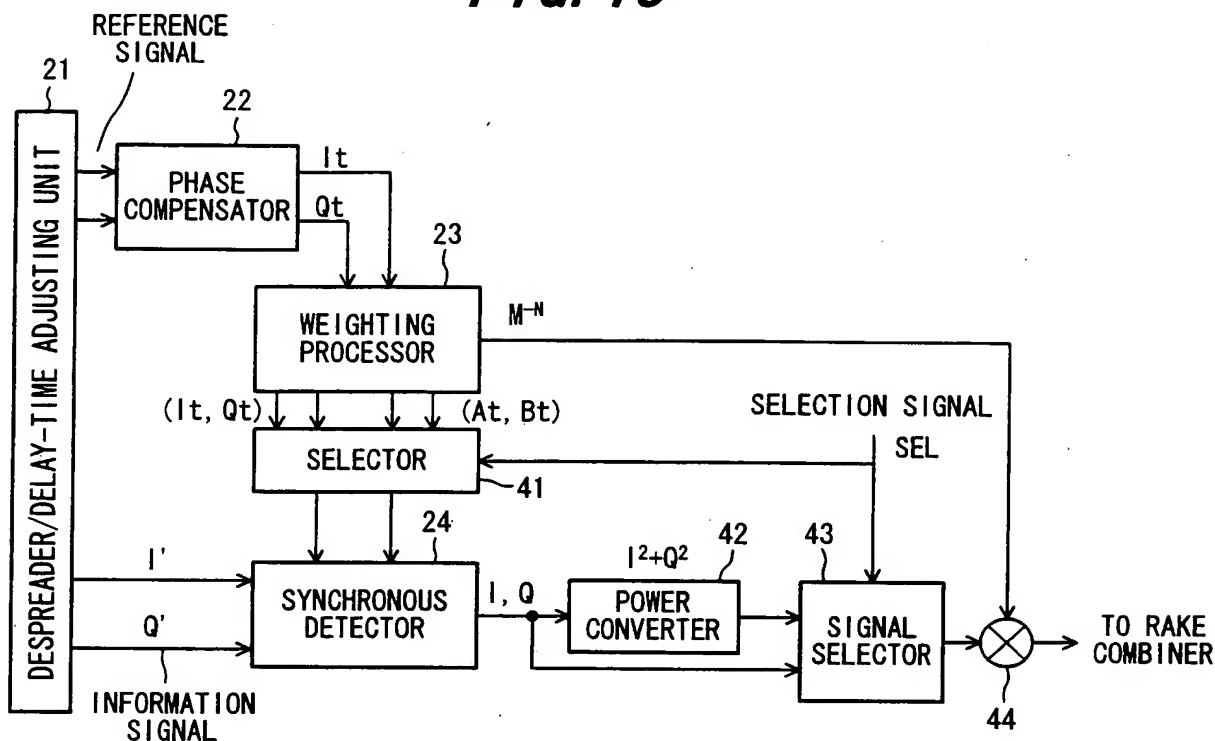 REFERENCE
SIGNAL
21
22
PHASE
COMPENSATOR
It
Qt
DESPREADER/DELAY-TIME ADJUSTING UNIT
23
WEIGHTING
PROCESSOR
M-N
(It, Qt)
(At, Bt)
SELECTOR
41
SELECTION SIGNAL
SEL
I'
Q'
24
SYNCHRONOUS
DETECTOR
I, Q
I²+Q²
42
POWER
CONVERTER
43
SIGNAL
SELECTOR
TO RAKE
COMBINER
44
INFORMATION
SIGNAL